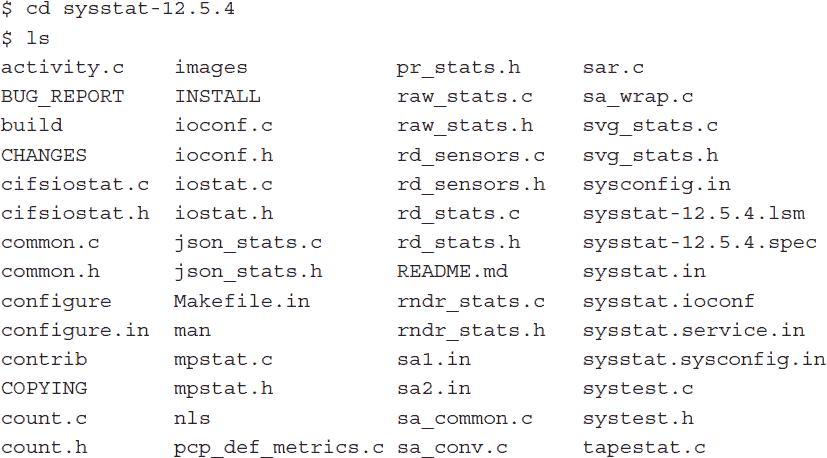 $ cd sysstat-12.5.4
$ ls
activity.c images pr_stats.h sar.c
BUG_REPORT INSTALL raw_stats.c sa_wrap.c
build ioconf.c raw_stats.h svg_stats.c
CHANGES ioconf.h rd_sensors.c svg_stats.h
cifsiostat.c iostat.c rd_sensors.h sysconfig.in
cifsiostat.h iostat.h rd_stats.c sysstat-12.5.4.lsm
common.c json_stats.c rd_stats.h sysstat-12.5.4.spec
common.h json_stats.h README.md sysstat.in
configure Makefile.in rndr_stats.c sysstat.ioconf
configure.in man rndr_stats.h sysstat.service.in
contrib mpstat.c sa1.in sysstat.sysconfig.in
COPYING mpstat.h sa2.in systest.c
count.c nls sa_common.c systest.h
count.h pcp_def_metrics.c sa_conv.c tapestat.c